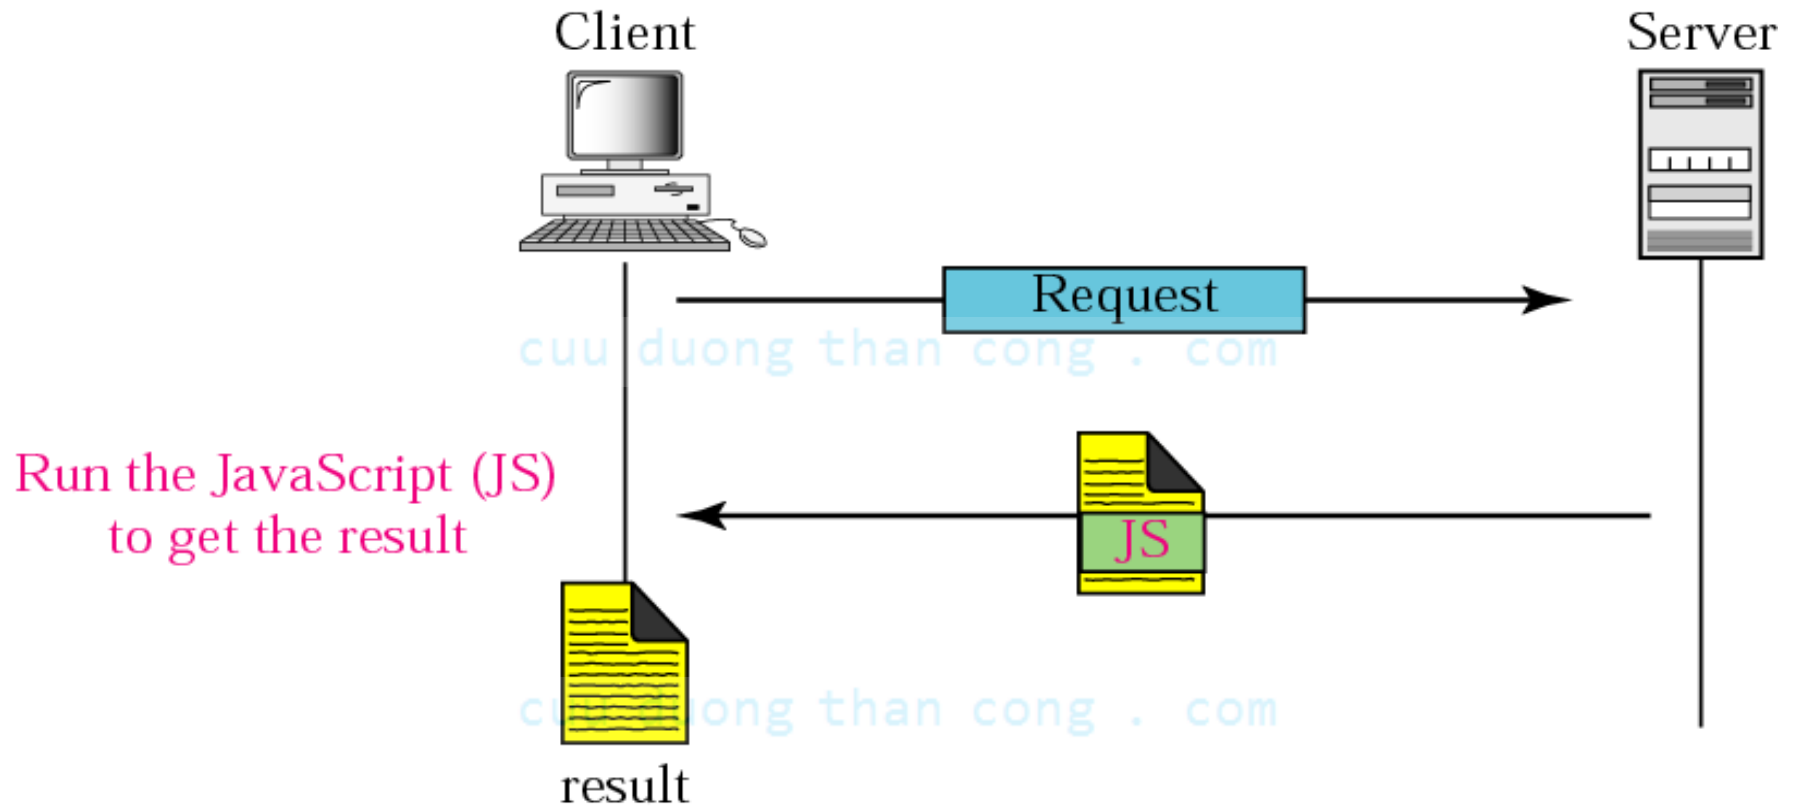 Client
Server
Request
cuu duong than cong . com
Run the JavaScript (JS)
to get the result
JS
cuu duong than cong . com
result